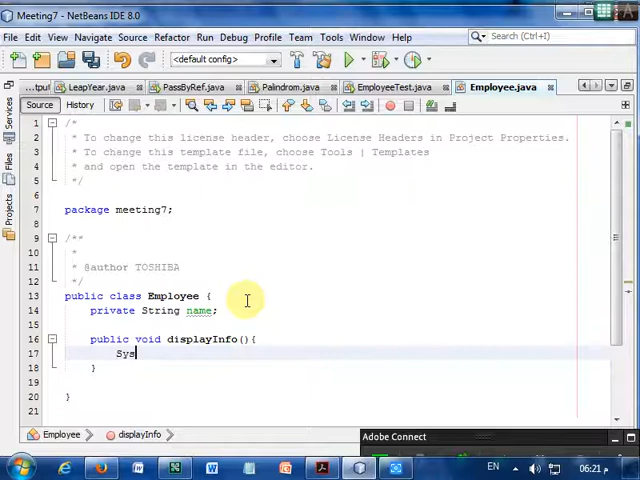 Meeting7 - NetBeans IDE 8.0
File Edit View Navigate Source Refactor Run Debug Profile Team Tools Window Help
Search (Ctrl+I)
<default config>
...tput LeapYear.java PassByRef.java Palindrom.java EmployeeTest.java Employee.java
Source History
Services
Files
Projects
1 /*
2 * To change this license header, choose License Headers in Project Properties.
3 * To change this template file, choose Tools | Templates
4 * and open the template in the editor.
5 */
6
7 package meeting7;
8
9 /**
10 *
11 * @author TOSHIBA
12 */
13 public class Employee {
14 private String name;
15
16 public void displayInfo(){
17 Sys
18 }
19
20 }
21
Employee displayInfo
Adobe Connect
EN 06:21 م